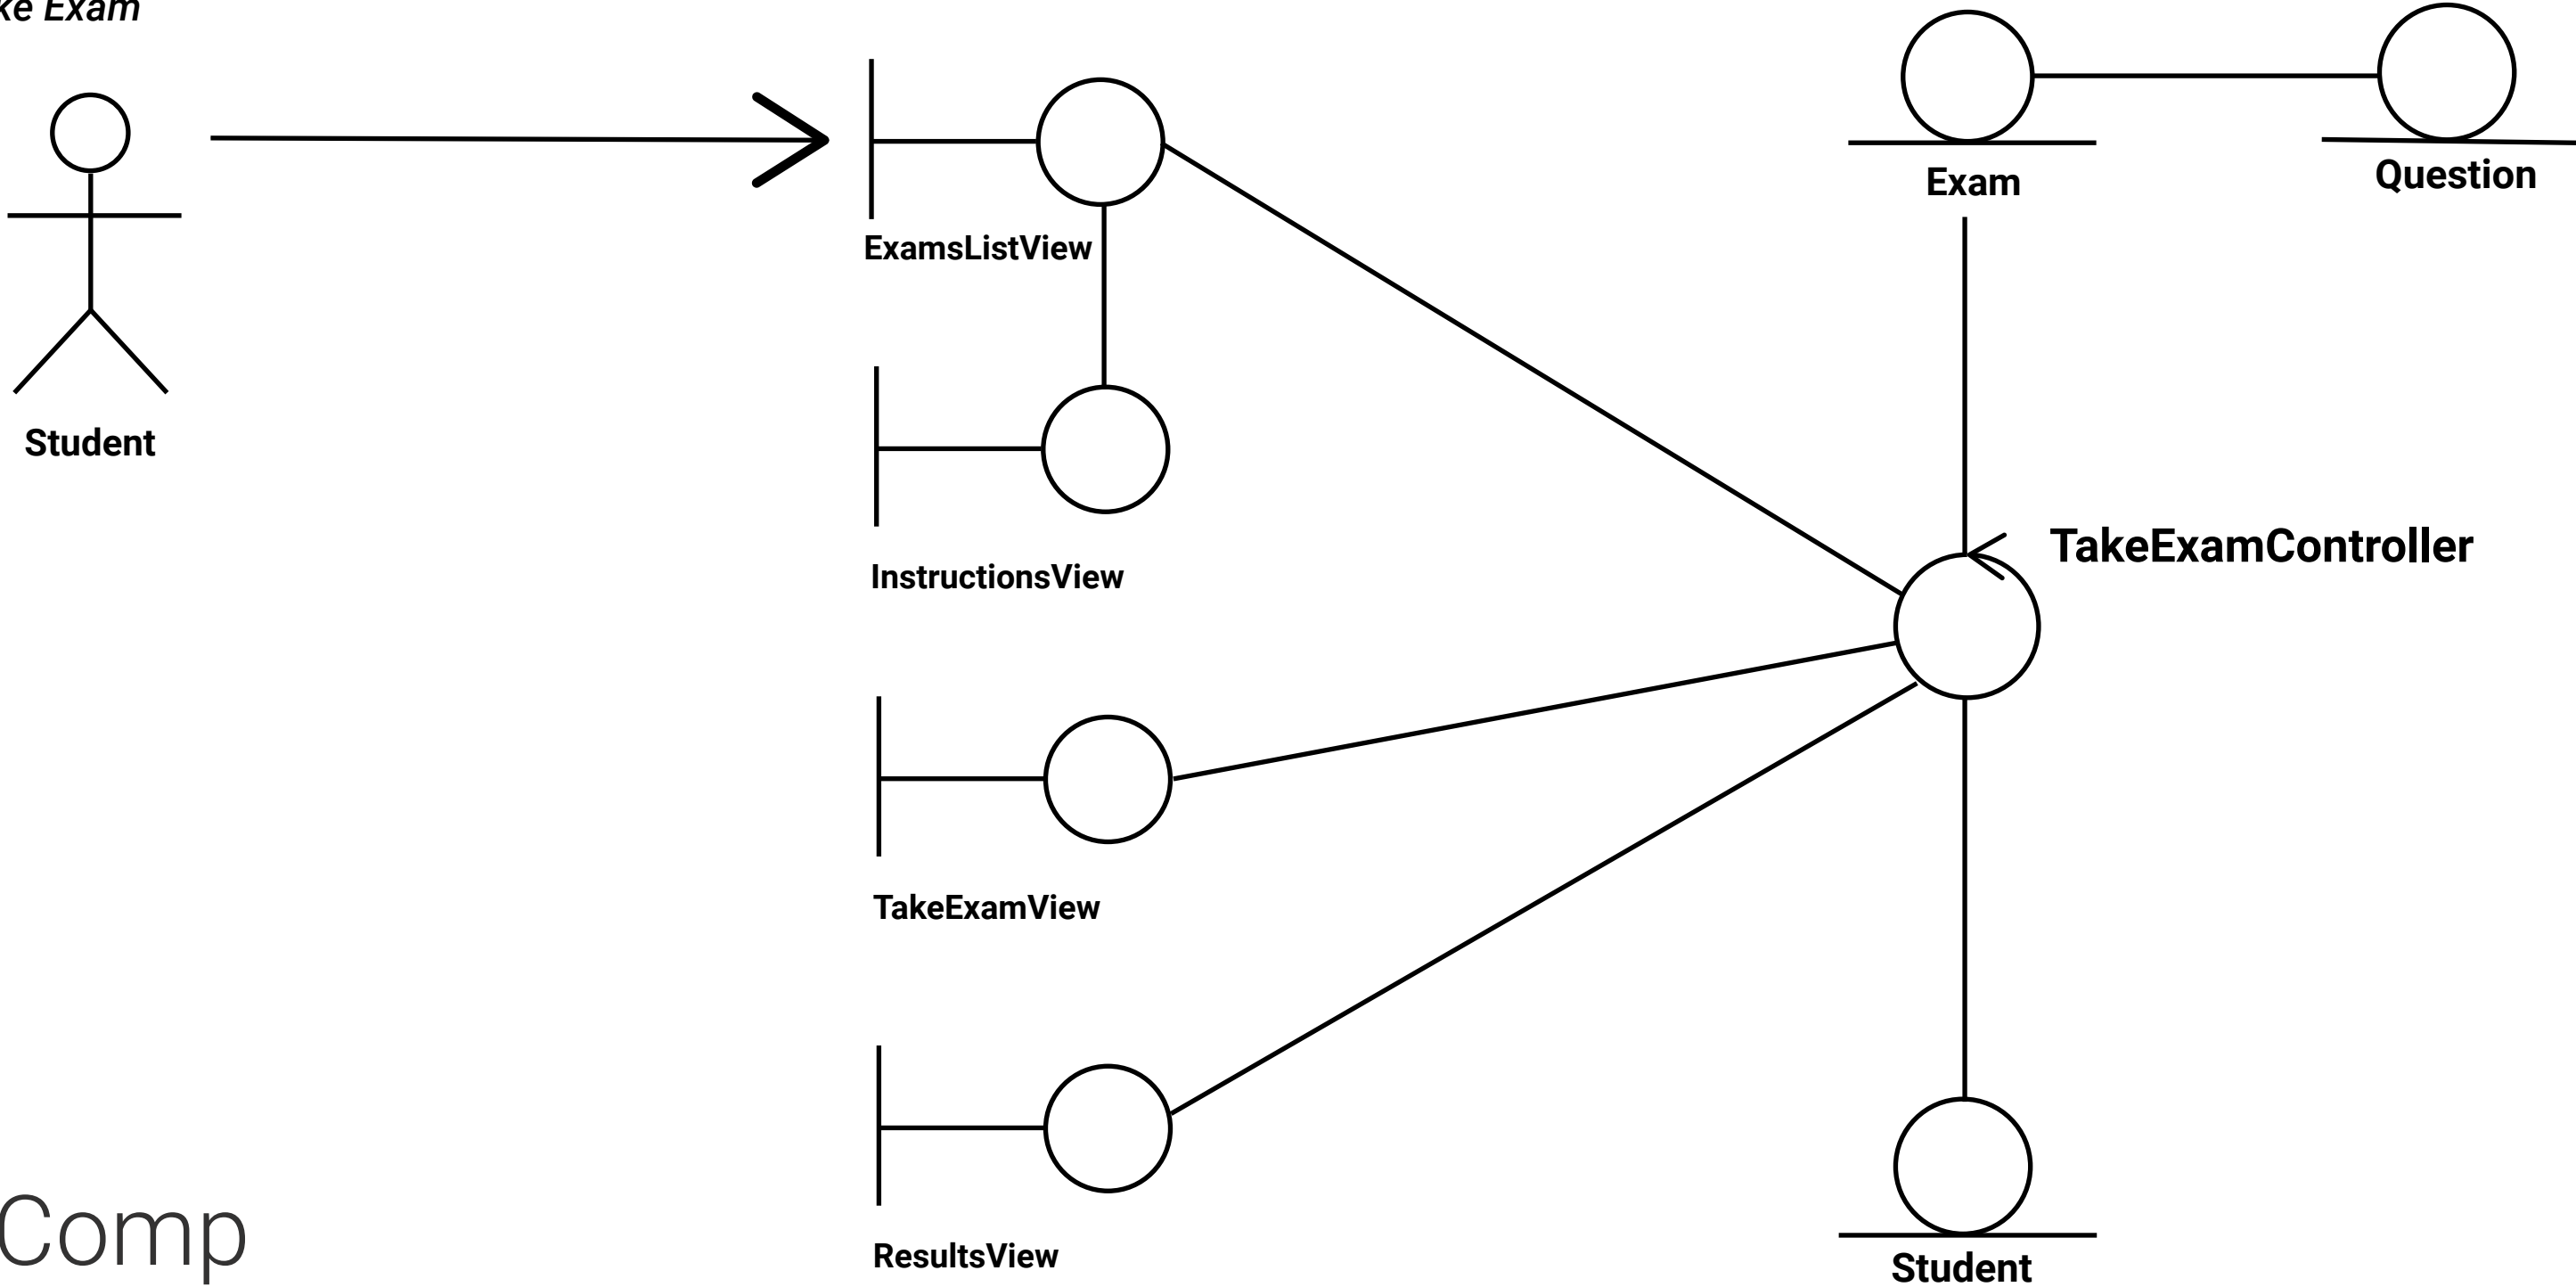 ke Exam
Exam
Question
ExamsListView
Student
TakeExamController
InstructionsView
TakeExamView
Comp
ResultsView
Student